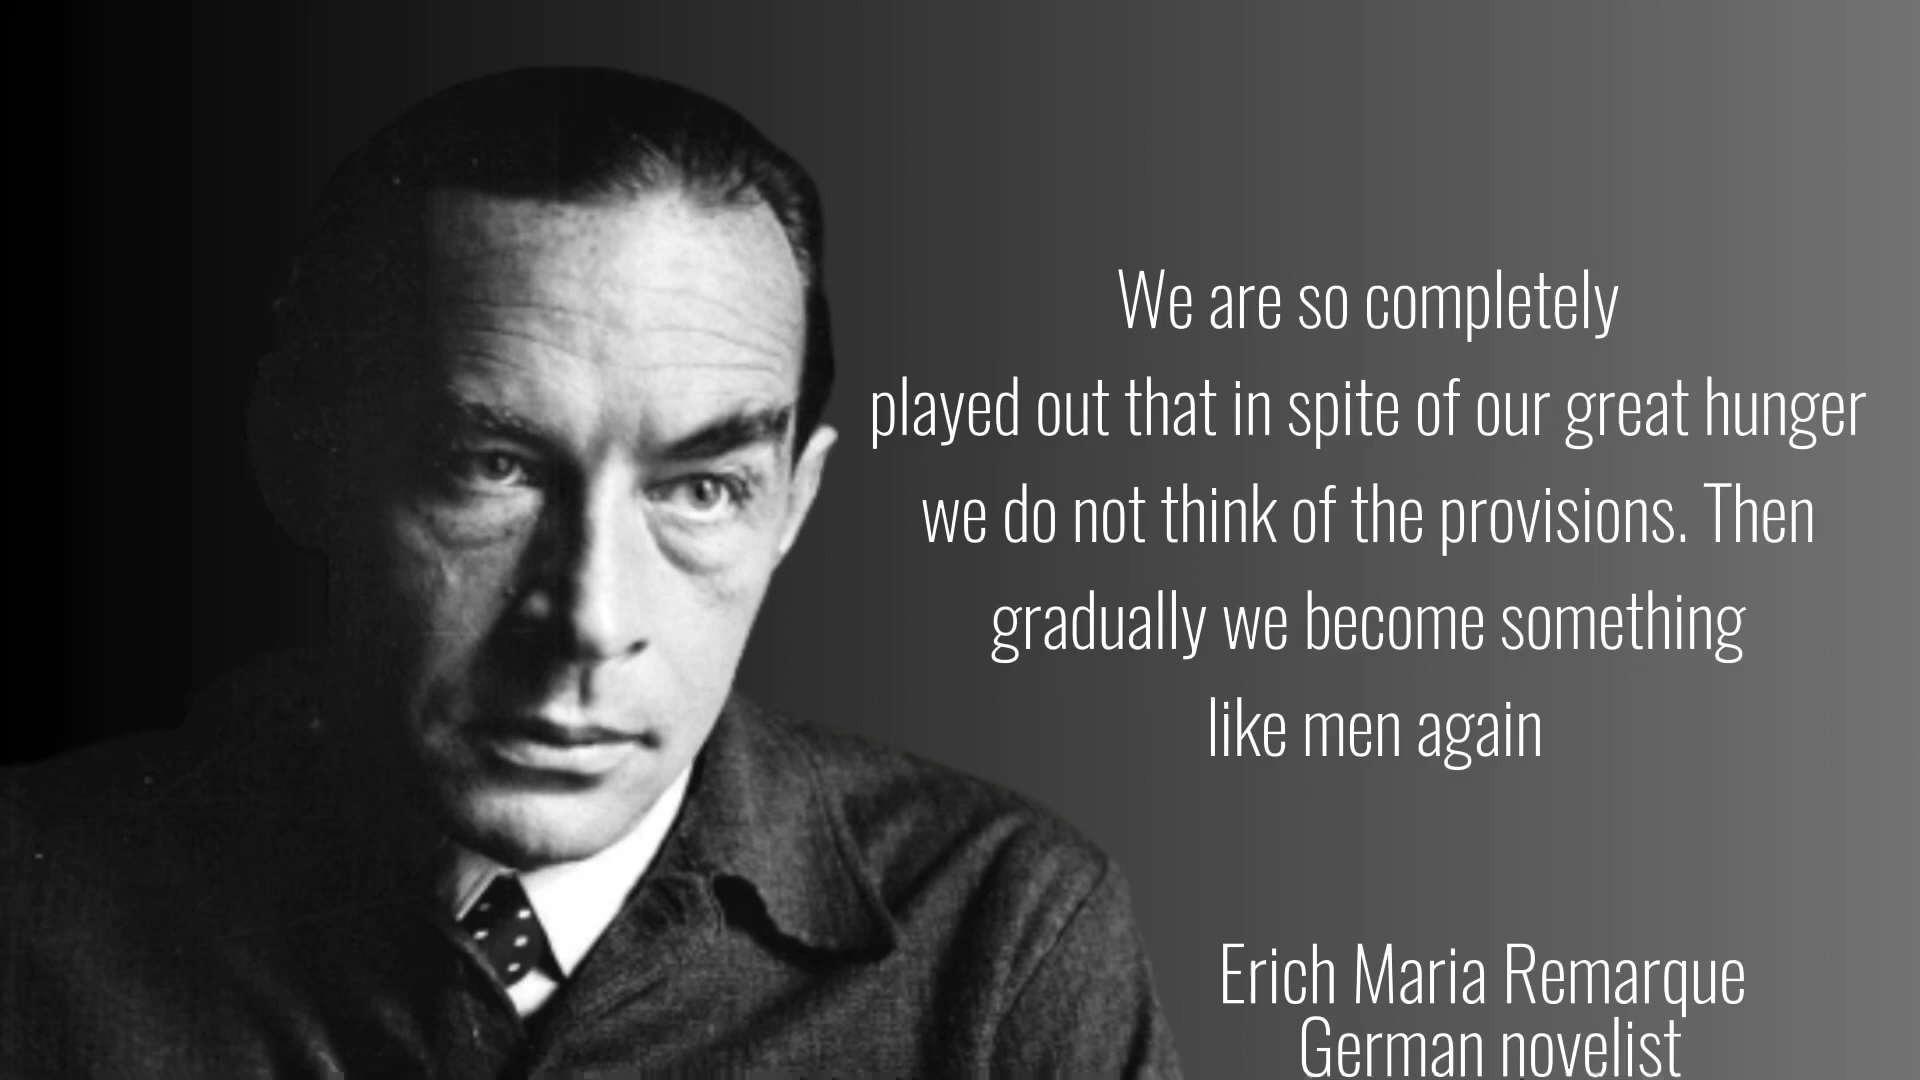 We are so completely
played out that in spite of our great hunger
we do not think of the provisions. Then
gradually we become something
like men again
Erich Maria Remarque
German novelist